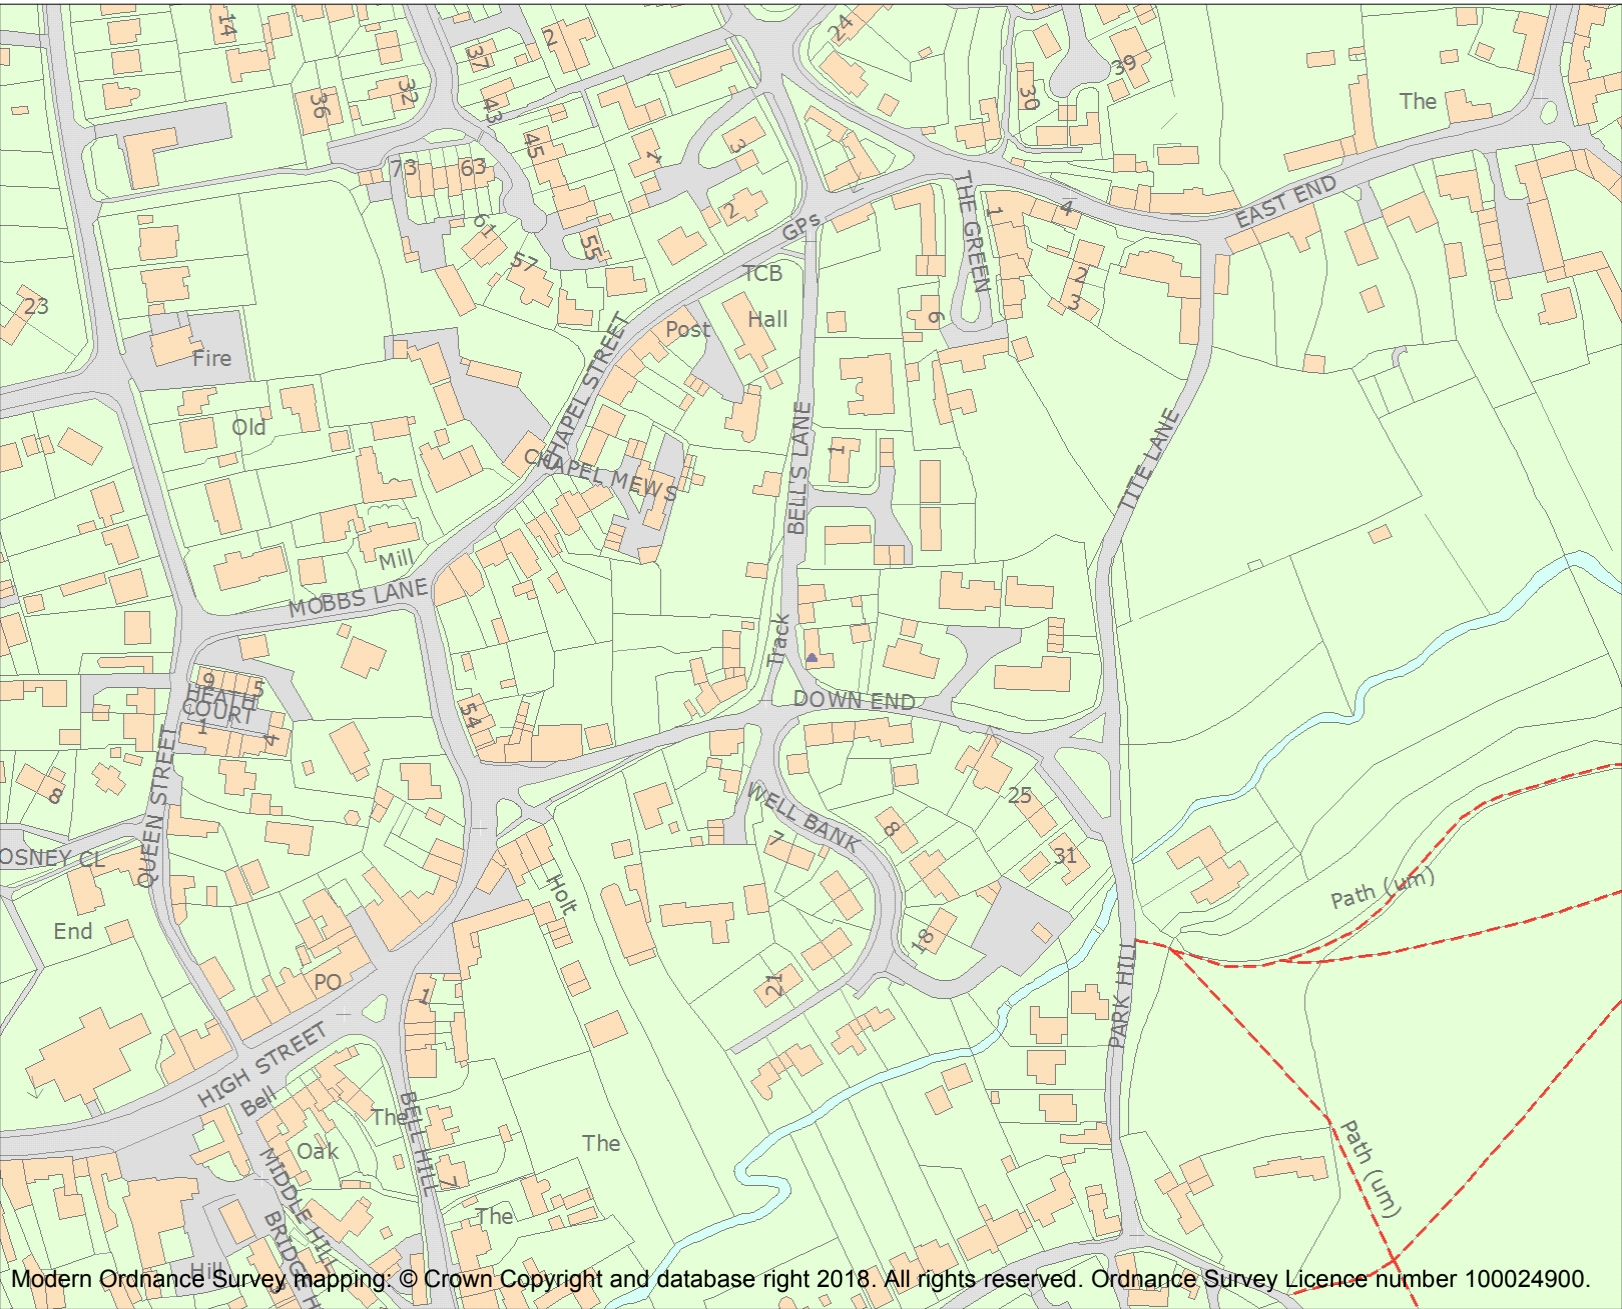 14
37
2
24
39
36
32
43
30
The
45
73
63
1
3
THE GREEN
1
4
EAST END
2
GPs
61
55
57
TCB
2
3
23
Post
Hall
6
Fire
CHAPEL STREET
Old
BELL'S LANE
1
TITE LANE
CHAPEL MEWS
Mill
MOBBS LANE
Track
9
5
HEATH
COURT
1
4
54
DOWN END
QUEEN STREET
8
25
WELL BANK
7
8
OSNEY CL
31
Holt
Path (um)
End
18
PO
1
21
PARK HILL
HIGH STREET
Bell
The
BELL HILL
Oak
The
Path (um)
MIDDLE HILL
7
The
BRIDGE H
Hill
Modern Ordnance Survey mapping: © Crown Copyright and database right 2018. All rights reserved. Ordnance Survey Licence number 100024900.